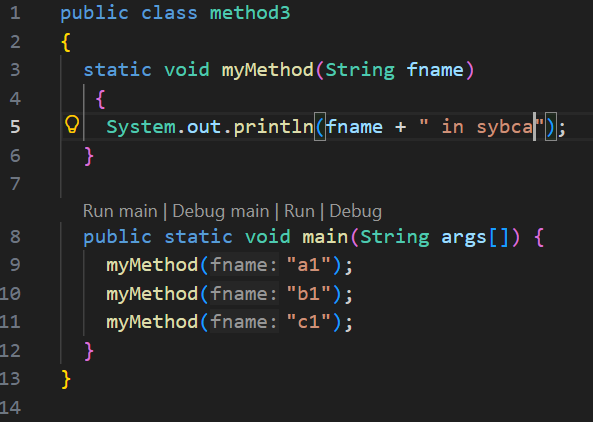 1 public class method3
2 {
3 static void myMethod(String fname)
4 {
5 System.out.println(fname + " in sybca");
6 }
7
Run main | Debug main | Run | Debug
8 public static void main(String args[]) {
9 myMethod(fname: "a1");
10 myMethod(fname: "b1");
11 myMethod(fname: "c1");
12 }
13 }
14